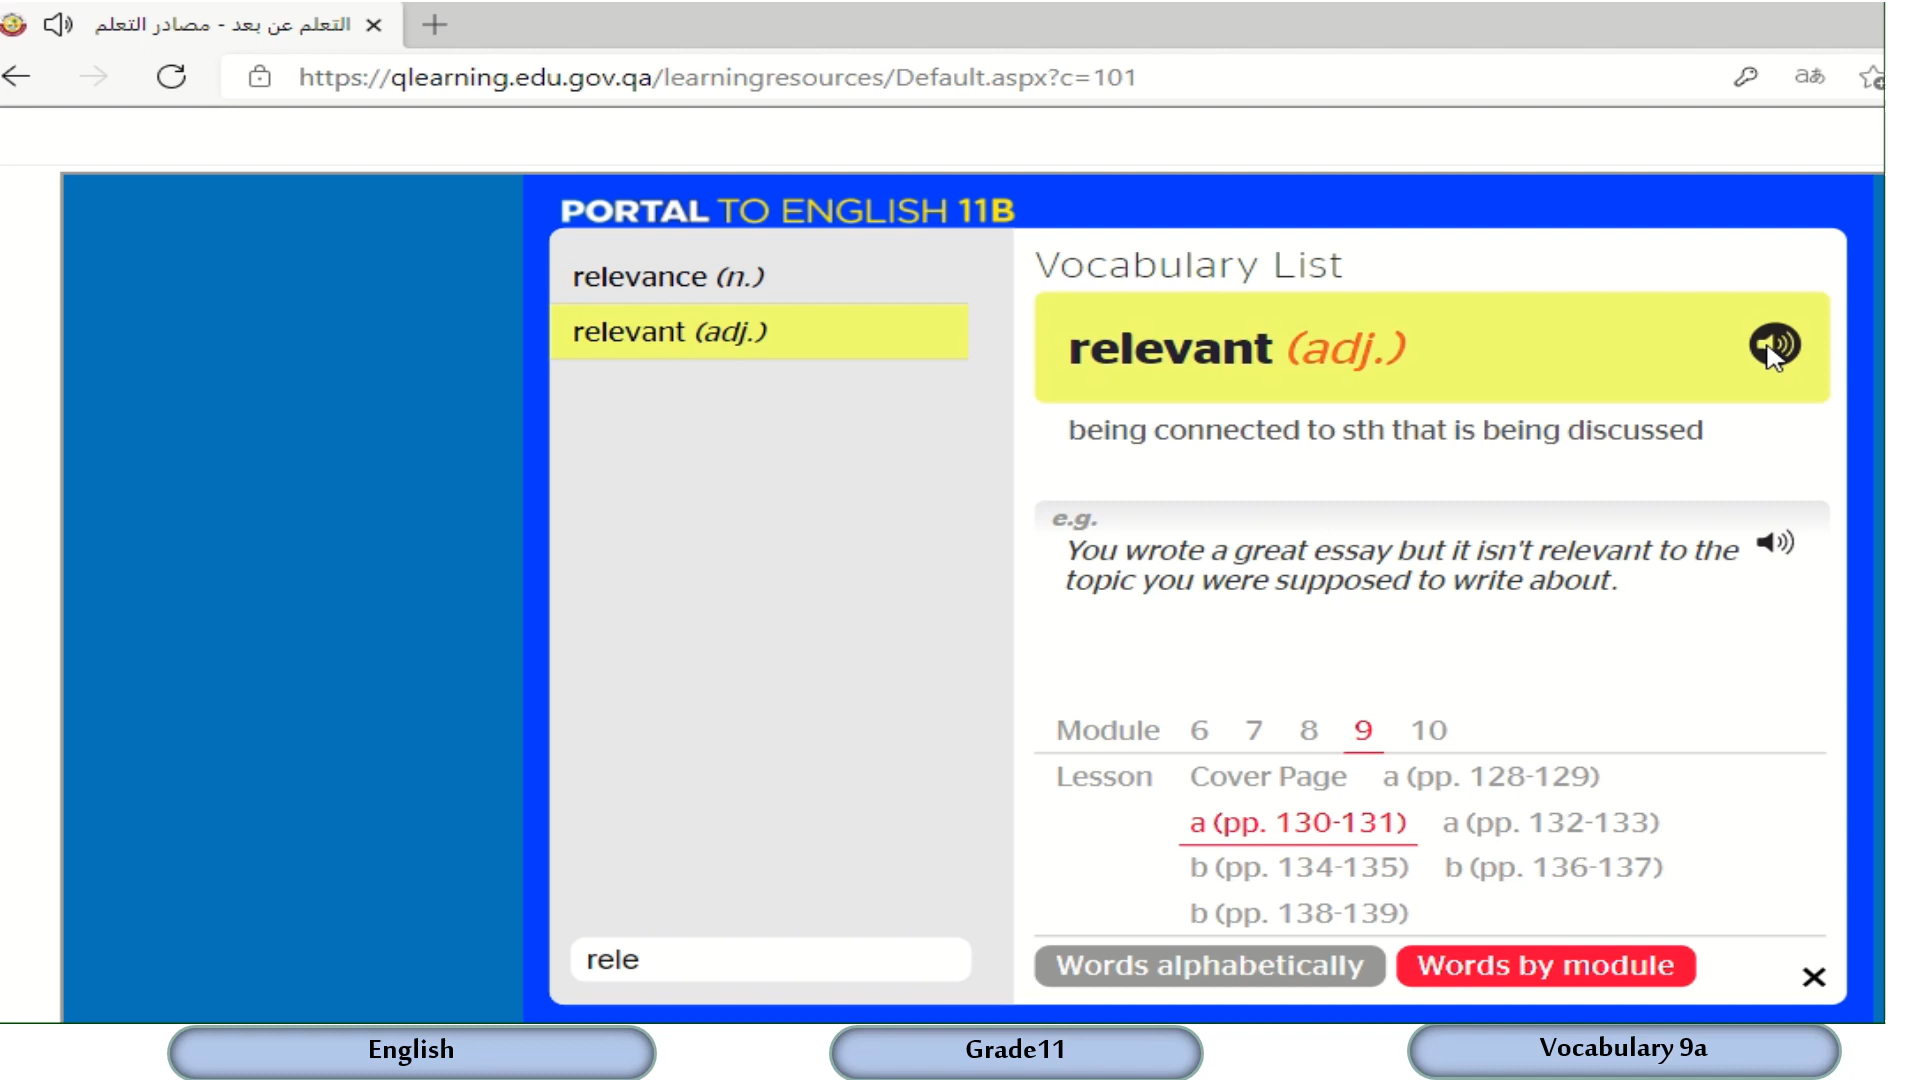 التعلم عن بعد - مصادر التعلم
https://qlearning.edu.gov.qa/learningresources/Default.aspx?c=101
aあ
PORTAL TO ENGLISH 11B
relevance (n.)
relevant (adj.)
rele
Vocabulary List
relevant (adj.)
being connected to sth that is being discussed
e.g.
You wrote a great essay but it isn't relevant to the
topic you were supposed to write about.
Module 6 7 8 9 10
Lesson Cover Page a (pp. 128-129)
a (pp. 130-131) a (pp. 132-133)
b (pp. 134-135) b (pp. 136-137)
b (pp. 138-139)
Words alphabetically Words by module
English Grade11 Vocabulary 9a